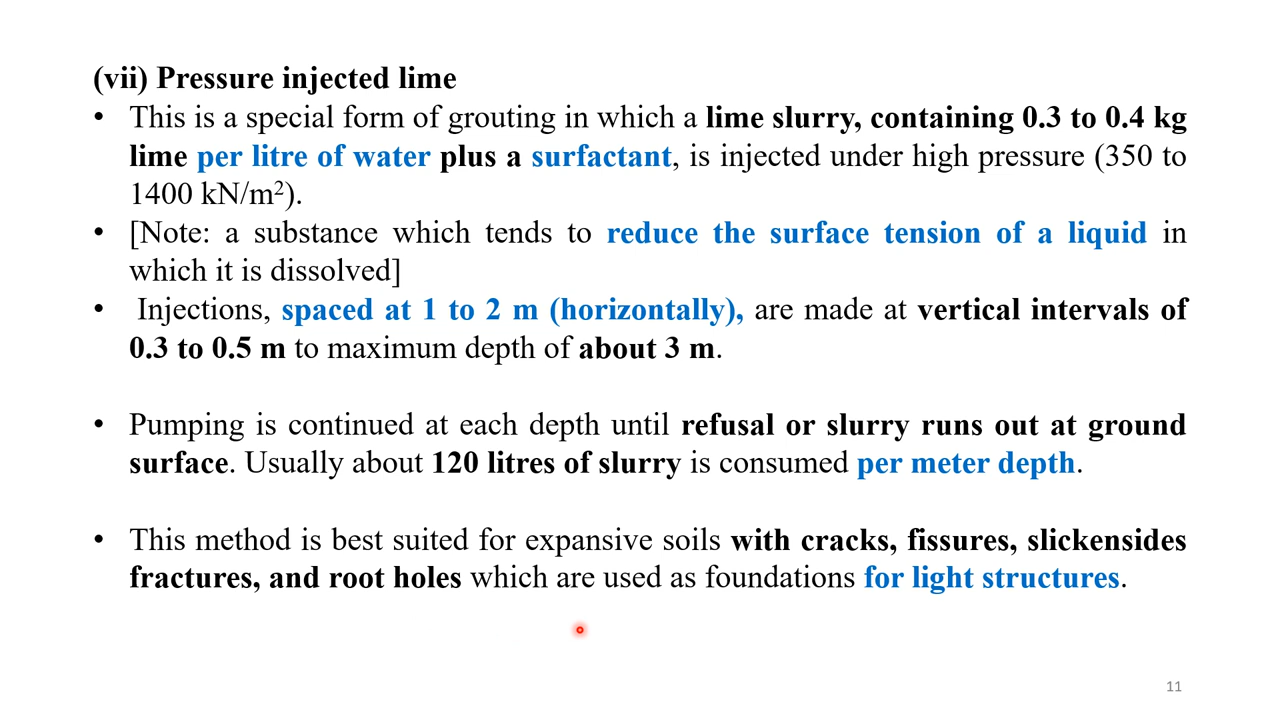 (vii) Pressure injected lime
• This is a special form of grouting in which a lime slurry, containing 0.3 to 0.4 kg
lime per litre of water plus a surfactant, is injected under high pressure (350 to
1400 kN/m²).
• [Note: a substance which tends to reduce the surface tension of a liquid in
which it is dissolved]
• Injections, spaced at 1 to 2 m (horizontally), are made at vertical intervals of
0.3 to 0.5 m to maximum depth of about 3 m.
• Pumping is continued at each depth until refusal or slurry runs out at ground
surface. Usually about 120 litres of slurry is consumed per meter depth.
• This method is best suited for expansive soils with cracks, fissures, slickensides
fractures, and root holes which are used as foundations for light structures.
11